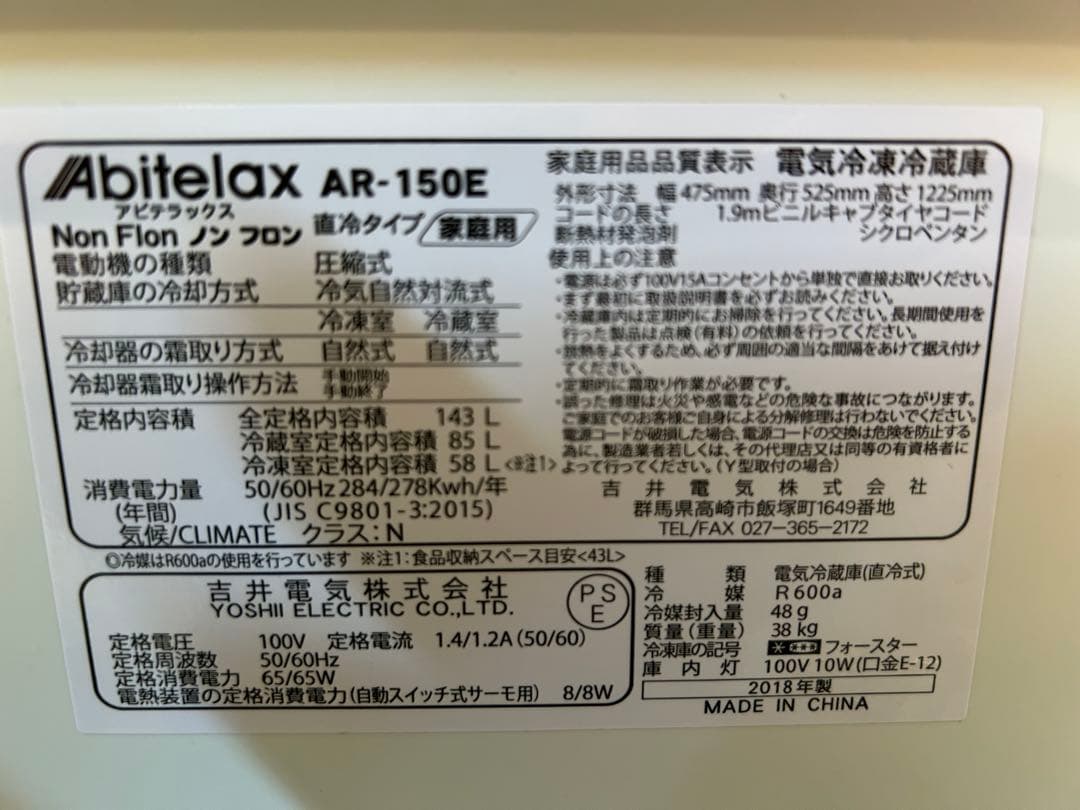 Abitelax AR-150E
アビテラックス
Non Flon ノン フロン 直冷タイプ 家庭用
電動機の種類 圧縮式
貯蔵庫の冷却方式 冷気自然対流式
冷凍室 冷蔵室
冷却器の霜取り方式 自然式 自然式
冷却器霜取り操作方法 手動開始
手動終了
定格内容積 全定格内容積 143 L
冷蔵室定格内容積 85 L
冷凍室定格内容積 58 L<※注1>
消費電力量 50/60Hz 284/278Kwh/年
(年間) (JIS C9801-3:2015)
気候/CLIMATE クラス:N
家庭用品品質表示 電気冷凍冷蔵庫
外形寸法 幅 475mm 奥行 525mm 高さ 1225mm
コードの長さ 1.9mビニルキャブタイヤコード
断熱材発泡剤 シクロペンタン
使用上の注意
・電源は必ず100V15Aコンセントから単独で直接お取りください。
・まず最初に取扱説明書を必ずお読みください。
・冷蔵庫内は定期的にお掃除を行ってください。長期間使用を
行った製品は点検(有料)の依頼を行ってください。
・放熱をよくするため、必ず周囲の適当な間隔をあけて据え付け
てください。
・定期的に霜取り作業が必要です。
・誤った修理は火災や感電などの危険な事故につながります。
ご家庭でのお客様ご自身による分解修理は行わないでください。
電源コードが破損した場合、電源コードの交換は危険を防止する
為に、製造業者若しくは、その代理店又は同等の有資格者に
よって行ってください。(Y型取付の場合)
吉井電気株式会社
群馬県高崎市飯塚町1649番地
TEL/FAX 027-365-2172
◎冷媒はR600aの使用を行っています ※注1:食品収納スペース目安<43L>
吉井電気株式会社
YOSHII ELECTRIC CO.,LTD.
PS
E
定格電圧 100V 定格電流 1.4/1.2A(50/60)
定格周波数 50/60Hz
定格消費電力 65/65W
電熱装置の定格消費電力(自動スイッチ式サーモ用) 8/8W
種類 電気冷蔵庫(直冷式)
冷媒 R600a
冷媒封入量 48g
質量(重量) 38kg
冷凍庫の記号 フォースター
庫内灯 100V 10W(口金E-12)
2018年製
MADE IN CHINA